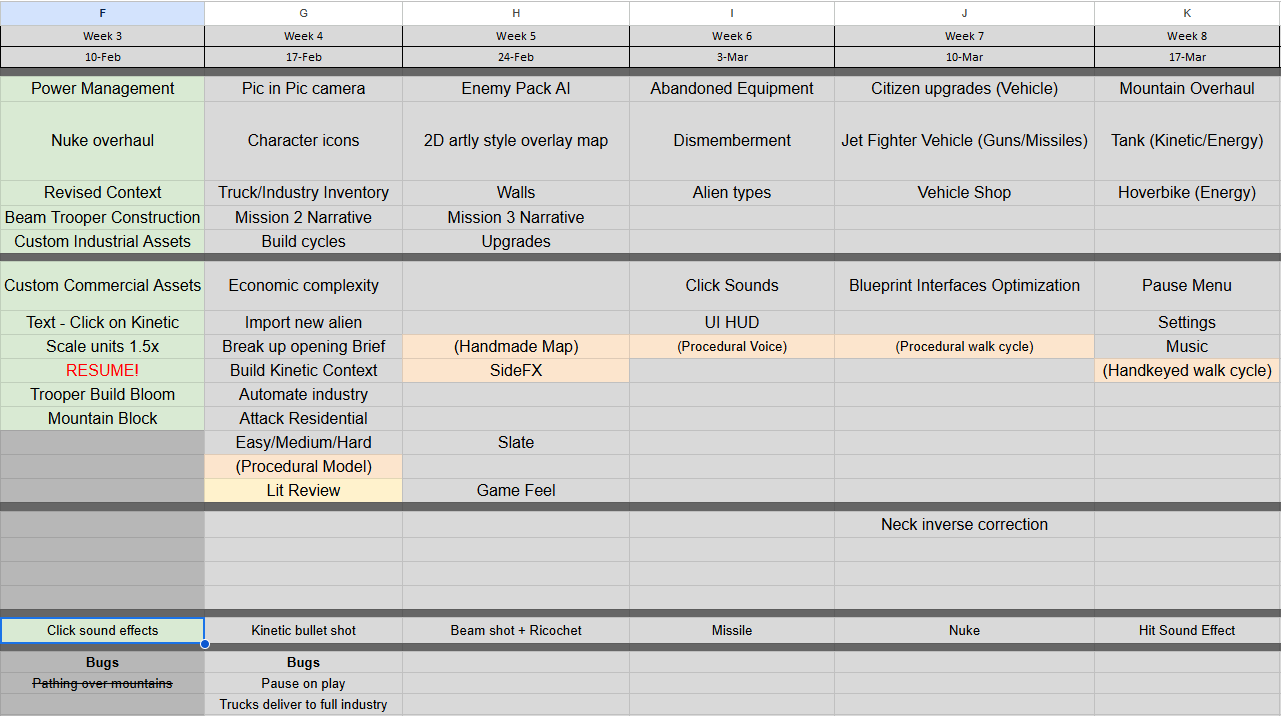 F G H I J K
Week 3 Week 4 Week 5 Week 6 Week 7 Week 8
10-Feb 17-Feb 24-Feb 3-Mar 10-Mar 17-Mar
Power Management Pic in Pic camera Enemy Pack AI Abandoned Equipment Citizen upgrades (Vehicle) Mountain Overhaul
Nuke overhaul Character icons 2D artly style overlay map Dismemberment Jet Fighter Vehicle (Guns/Missiles) Tank (Kinetic/Energy)
Revised Context Truck/Industry Inventory Walls Alien types Vehicle Shop Hoverbike (Energy)
Beam Trooper Construction Mission 2 Narrative Mission 3 Narrative
Custom Industrial Assets Build cycles Upgrades
Custom Commercial Assets Economic complexity Click Sounds Blueprint Interfaces Optimization Pause Menu
Text - Click on Kinetic Import new alien UI HUD Settings
Scale units 1.5x Break up opening Brief (Handmade Map) (Procedural Voice) (Procedural walk cycle) Music
RESUME! Build Kinetic Context SideFX (Handkeyed walk cycle)
Trooper Build Bloom Automate industry
Mountain Block Attack Residential
Easy/Medium/Hard Slate
(Procedural Model)
Lit Review Game Feel
Neck inverse correction
Click sound effects Kinetic bullet shot Beam shot + Ricochet Missile Nuke Hit Sound Effect
Bugs Bugs
Pathing over mountains Pause on play
Trucks deliver to full industry